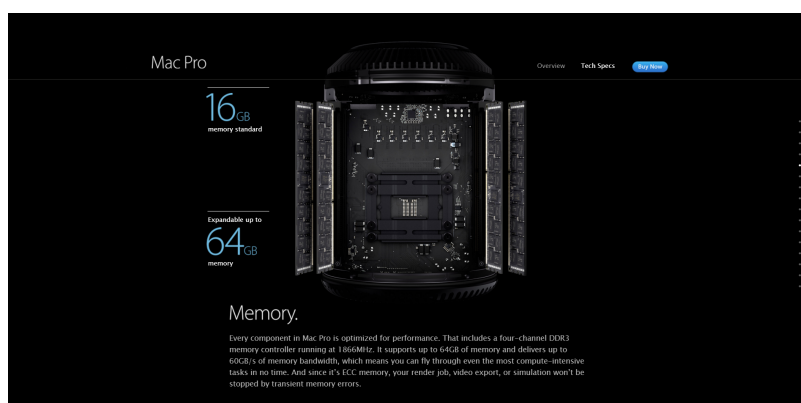 Mac Pro
Overview
Tech Specs
Buy Now
16GB
memory standard
Expandable up to
64GB
memory
Memory.
Every component in Mac Pro is optimized for performance. That includes a four-channel DDR3
memory controller running at 1866MHz. It supports up to 64GB of memory and delivers up to
60GB/s of memory bandwidth, which means you can fly through even the most compute-intensive
tasks in no time. And since it's ECC memory, your render job, video export, or simulation won't be
stopped by transient memory errors.